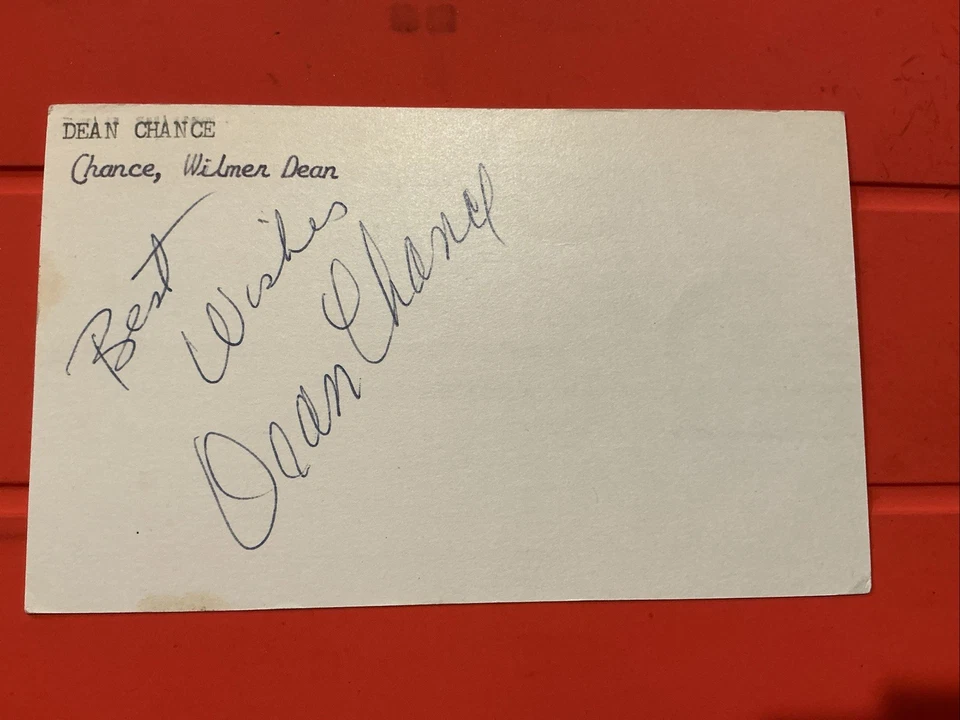 DEAN CHANCE
Chance, Wilmer Dean
Best
Wishes
Dean Chance